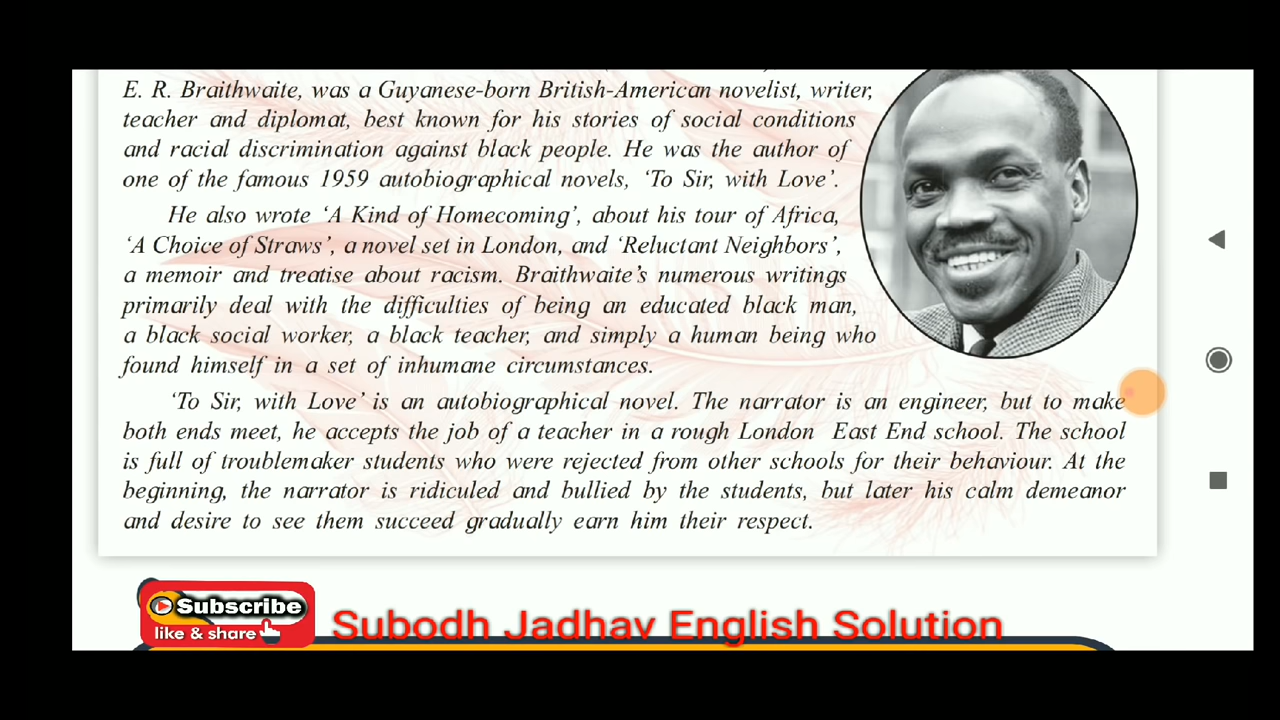 E. R. Braithwaite, was a Guyanese-born British-American novelist, writer,
teacher and diplomat, best known for his stories of social conditions
and racial discrimination against black people. He was the author of
one of the famous 1959 autobiographical novels, ‘To Sir, with Love’.
He also wrote ‘A Kind of Homecoming’, about his tour of Africa,
‘A Choice of Straws’, a novel set in London, and ‘Reluctant Neighbors’,
a memoir and treatise about racism. Braithwaite’s numerous writings
primarily deal with the difficulties of being an educated black man,
a black social worker, a black teacher, and simply a human being who
found himself in a set of inhumane circumstances.
‘To Sir, with Love’ is an autobiographical novel. The narrator is an engineer, but to make
both ends meet, he accepts the job of a teacher in a rough London East End school. The school
is full of troublemaker students who were rejected from other schools for their behaviour. At the
beginning, the narrator is ridiculed and bullied by the students, but later his calm demeanor
and desire to see them succeed gradually earn him their respect.
Subscribe
like & share
Subodh Jadhav English Solution